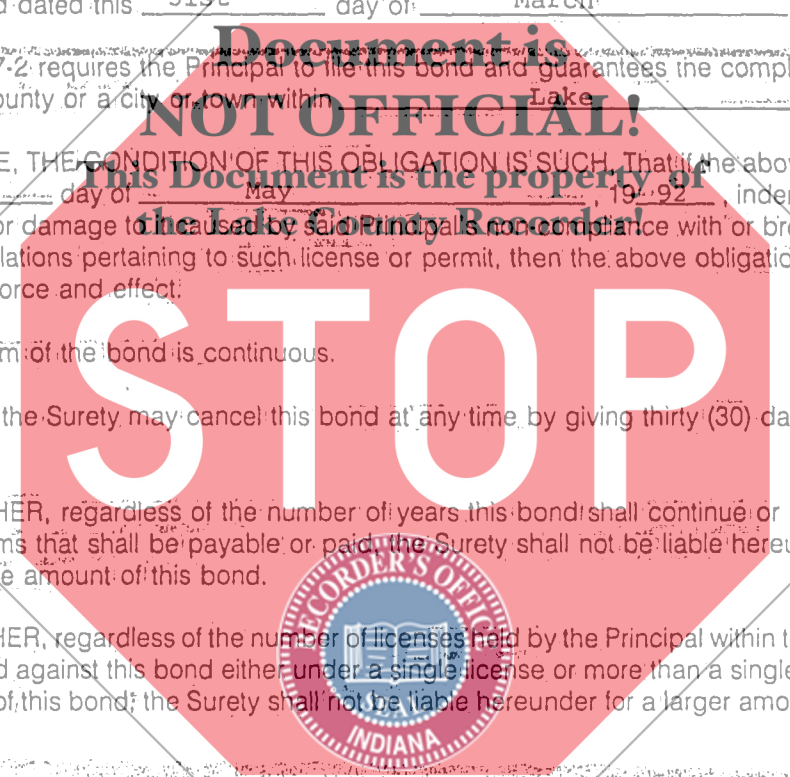 d dated this 31st day of March
Document is
7-2 requires the Principal to file this bond and guarantees the compl
ounty or a city or town within Lake
NOT OFFICIAL!
E, THE CONDITION OF THIS OBLIGATION IS SUCH, That if the abov
This Document is the property of
day of May , 19 92 , inden
the Lake County Recorder!
or damage to it caused by said Principal's non-compliance with or bre
lations pertaining to such license or permit, then the above obligatio
orce and effect.
STOP
m of the bond is continuous.
the Surety may cancel this bond at any time by giving thirty (30) da
HER, regardless of the number of years this bond shall continue or
ms that shall be payable or paid, the Surety shall not be liable hereu
e amount of this bond.
RECORDER'S OFFICE
HER, regardless of the number of licenses held by the Principal within t
d against this bond either under a single license or more than a single
of this bond, the Surety shall not be liable hereunder for a larger amo
SEAL
INDIANA